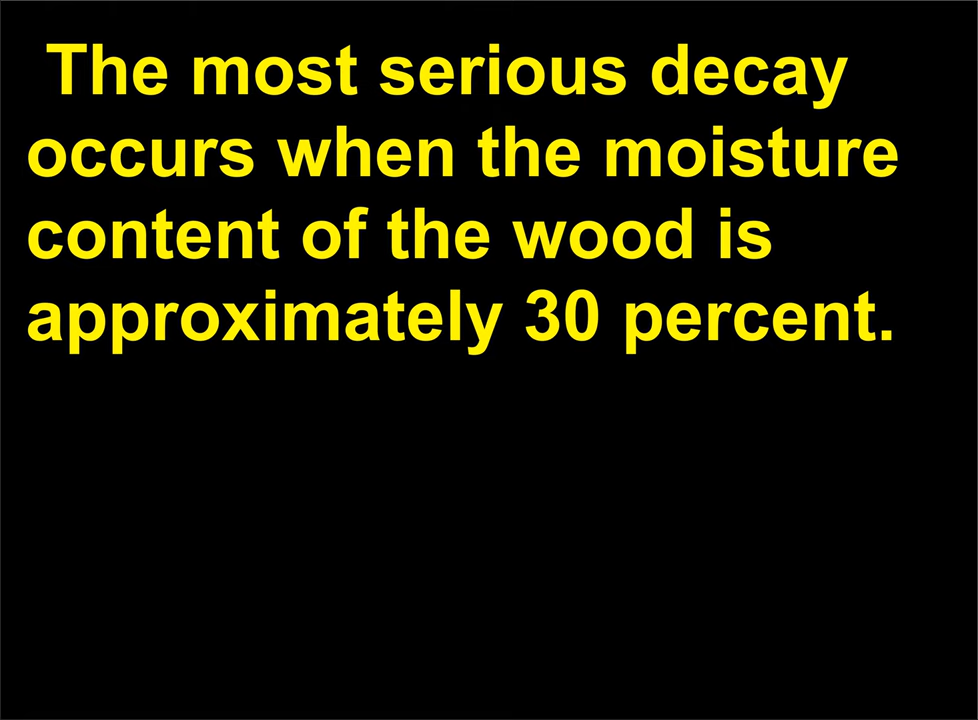 The most serious decay
occurs when the moisture
content of the wood is
approximately 30 percent.